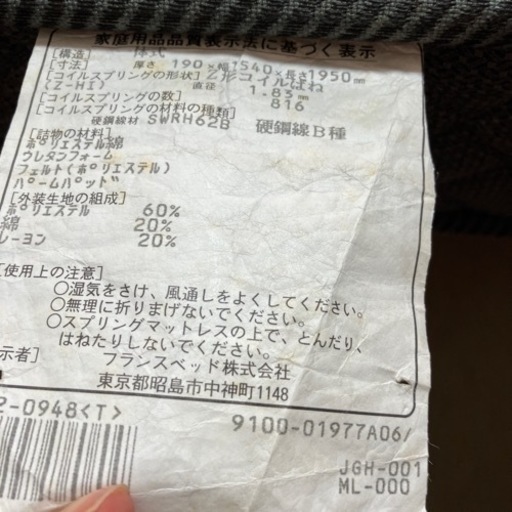 家庭用品品質表示法に基づく表示
[構造] 体式
[寸法] 厚さ190×幅1540×長さ1950mm
[コイルスプリングの形状] Z形コイルばね
(Z-HI) 直径 1.83mm
[コイルスプリングの数] 816
[コイルスプリングの材料の種類]
硬鋼線材 SWRH62B 硬鋼線B種
[詰物の材料]
ポリエステル綿
ウレタンフォーム
フェルト(ポリエステル)
パームパッド
[外装生地の組成]
ポリエステル 60%
綿 20%
レーヨン 20%
[使用上の注意]
○湿気をさけ、風通しをよくしてください。
○無理に折りまげないでください。
○スプリングマットレスの上で、とんだり、
はねたりしないでください。
示者] フランスベッド株式会社
東京都昭島市中神町1148
2-0948<T>
9100-01977A06/
JGH-001
ML-000